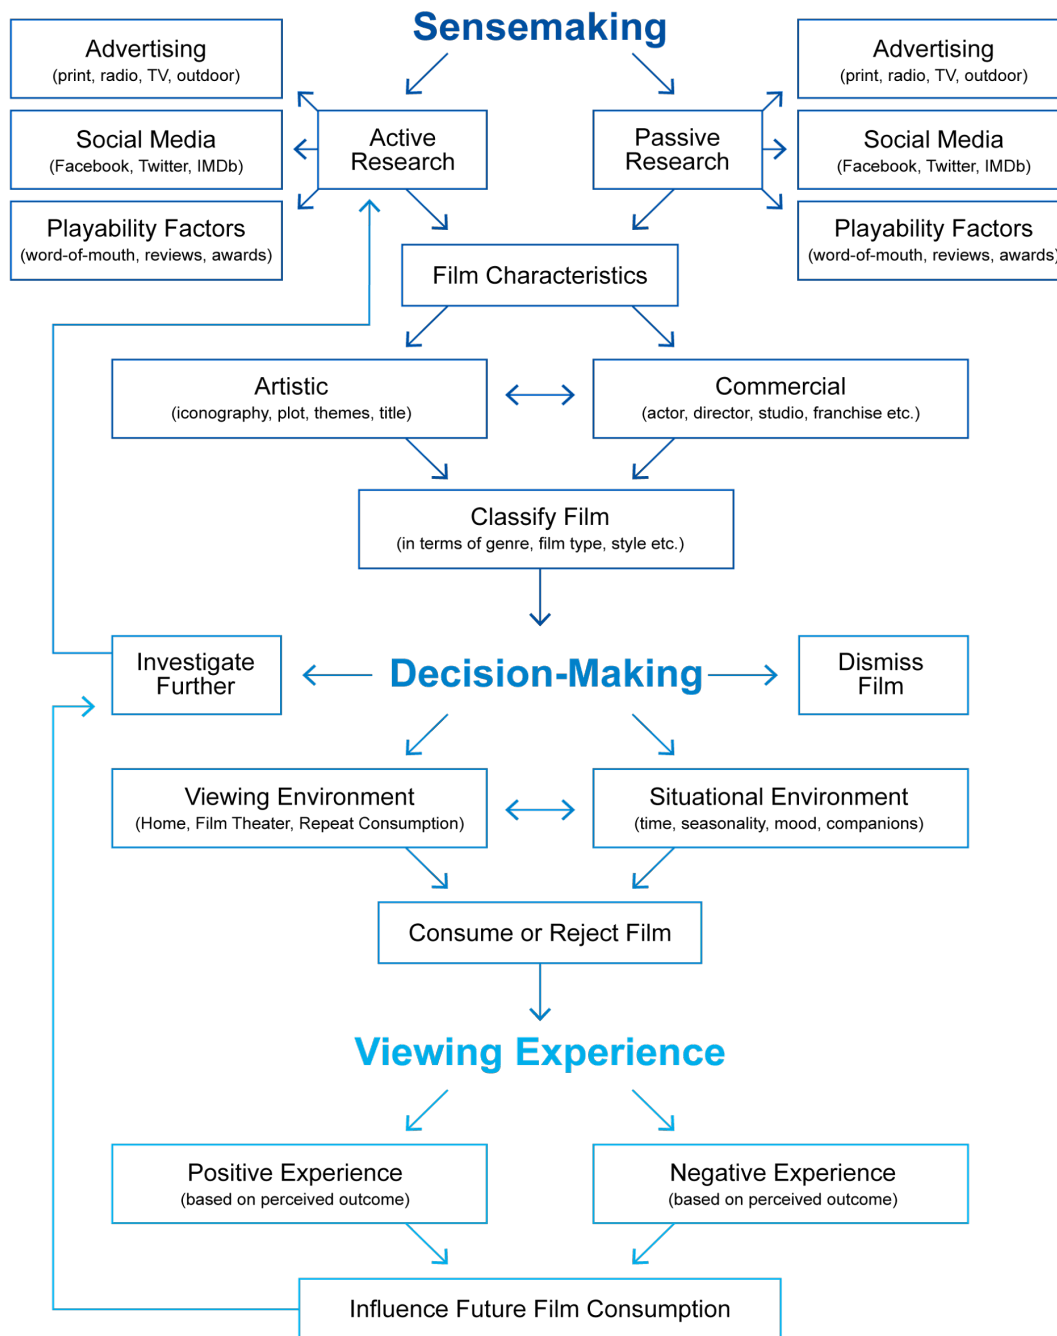 Sensemaking
Advertising
(print, radio, TV, outdoor)
Social Media
(Facebook, Twitter, IMDb)
Playability Factors
(word-of-mouth, reviews, awards)
Active
Research
Passive
Research
Advertising
(print, radio, TV, outdoor)
Social Media
(Facebook, Twitter, IMDb)
Playability Factors
(word-of-mouth, reviews, awards)
Film Characteristics
Artistic
(iconography, plot, themes, title)
Commercial
(actor, director, studio, franchise etc.)
Classify Film
(in terms of genre, film type, style etc.)
Investigate
Further
Decision-Making
Dismiss
Film
Viewing Environment
(Home, Film Theater, Repeat Consumption)
Situational Environment
(time, seasonality, mood, companions)
Consume or Reject Film
Viewing Experience
Positive Experience
(based on perceived outcome)
Negative Experience
(based on perceived outcome)
Influence Future Film Consumption